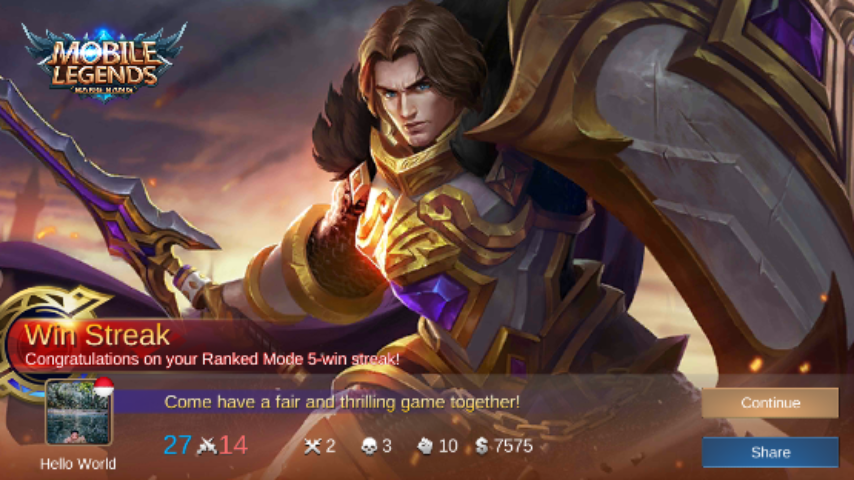 MOBILE
LEGENDS
BANG BANG
Win Streak
Congratulations on your Ranked Mode 5-win streak!
Come have a fair and thrilling game together!
27 14 2 3 10 7575
Hello World
Continue
Share